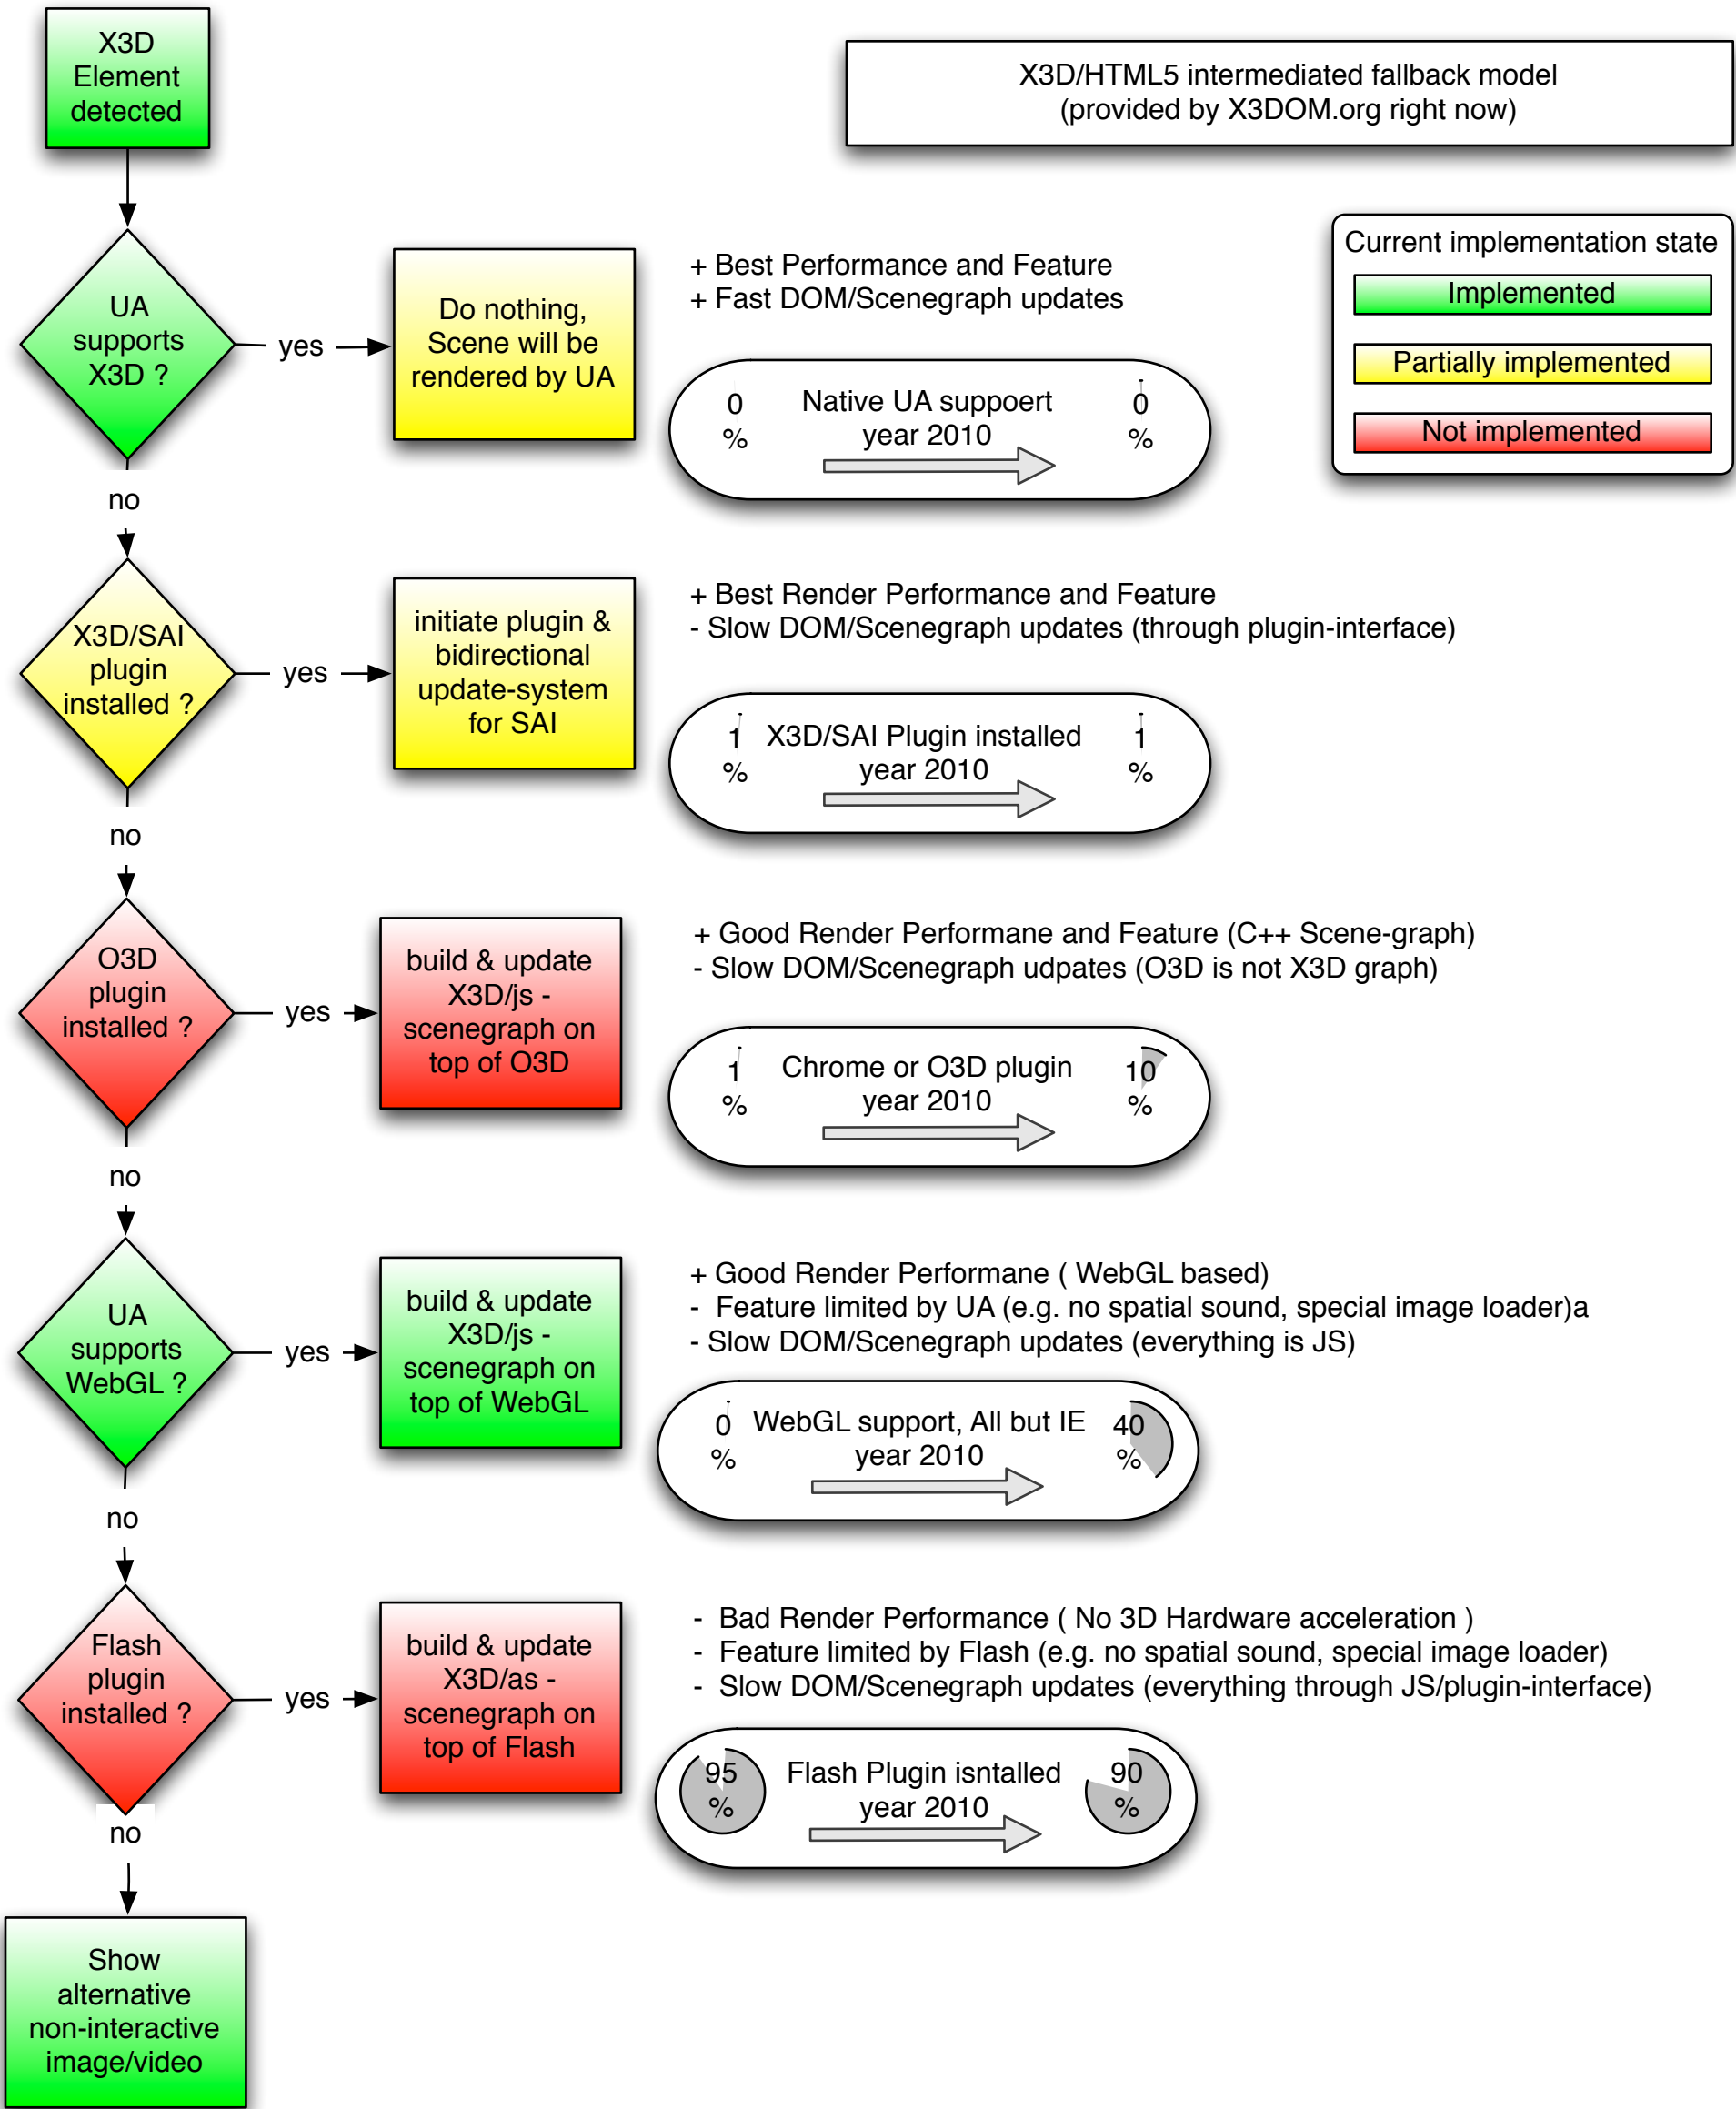 X3D
Element
detected
X3D/HTML5 intermediated fallback model
(provided by X3DOM.org right now)
Current implementation state
Implemented
Partially implemented
Not implemented
UA
supports
X3D ?
yes
Do nothing,
Scene will be
rendered by UA
+ Best Performance and Feature
+ Fast DOM/Scenegraph updates
0
%
Native UA suppoert
year 2010
0
%
no
X3D/SAI
plugin
installed ?
yes
initiate plugin &
bidirectional
update-system
for SAI
+ Best Render Performance and Feature
- Slow DOM/Scenegraph updates (through plugin-interface)
1
%
X3D/SAI Plugin installed
year 2010
1
%
no
O3D
plugin
installed ?
yes
build & update
X3D/js -
scenegraph on
top of O3D
+ Good Render Performane and Feature (C++ Scene-graph)
- Slow DOM/Scenegraph udpates (O3D is not X3D graph)
1
%
Chrome or O3D plugin
year 2010
10
%
no
UA
supports
WebGL ?
yes
build & update
X3D/js -
scenegraph on
top of WebGL
+ Good Render Performane ( WebGL based)
- Feature limited by UA (e.g. no spatial sound, special image loader)a
- Slow DOM/Scenegraph updates (everything is JS)
0
%
WebGL support, All but IE
year 2010
40
%
no
Flash
plugin
installed ?
yes
build & update
X3D/as -
scenegraph on
top of Flash
- Bad Render Performance ( No 3D Hardware acceleration )
- Feature limited by Flash (e.g. no spatial sound, special image loader)
- Slow DOM/Scenegraph updates (everything through JS/plugin-interface)
95
%
Flash Plugin isntalled
year 2010
90
%
no
Show
alternative
non-interactive
image/video